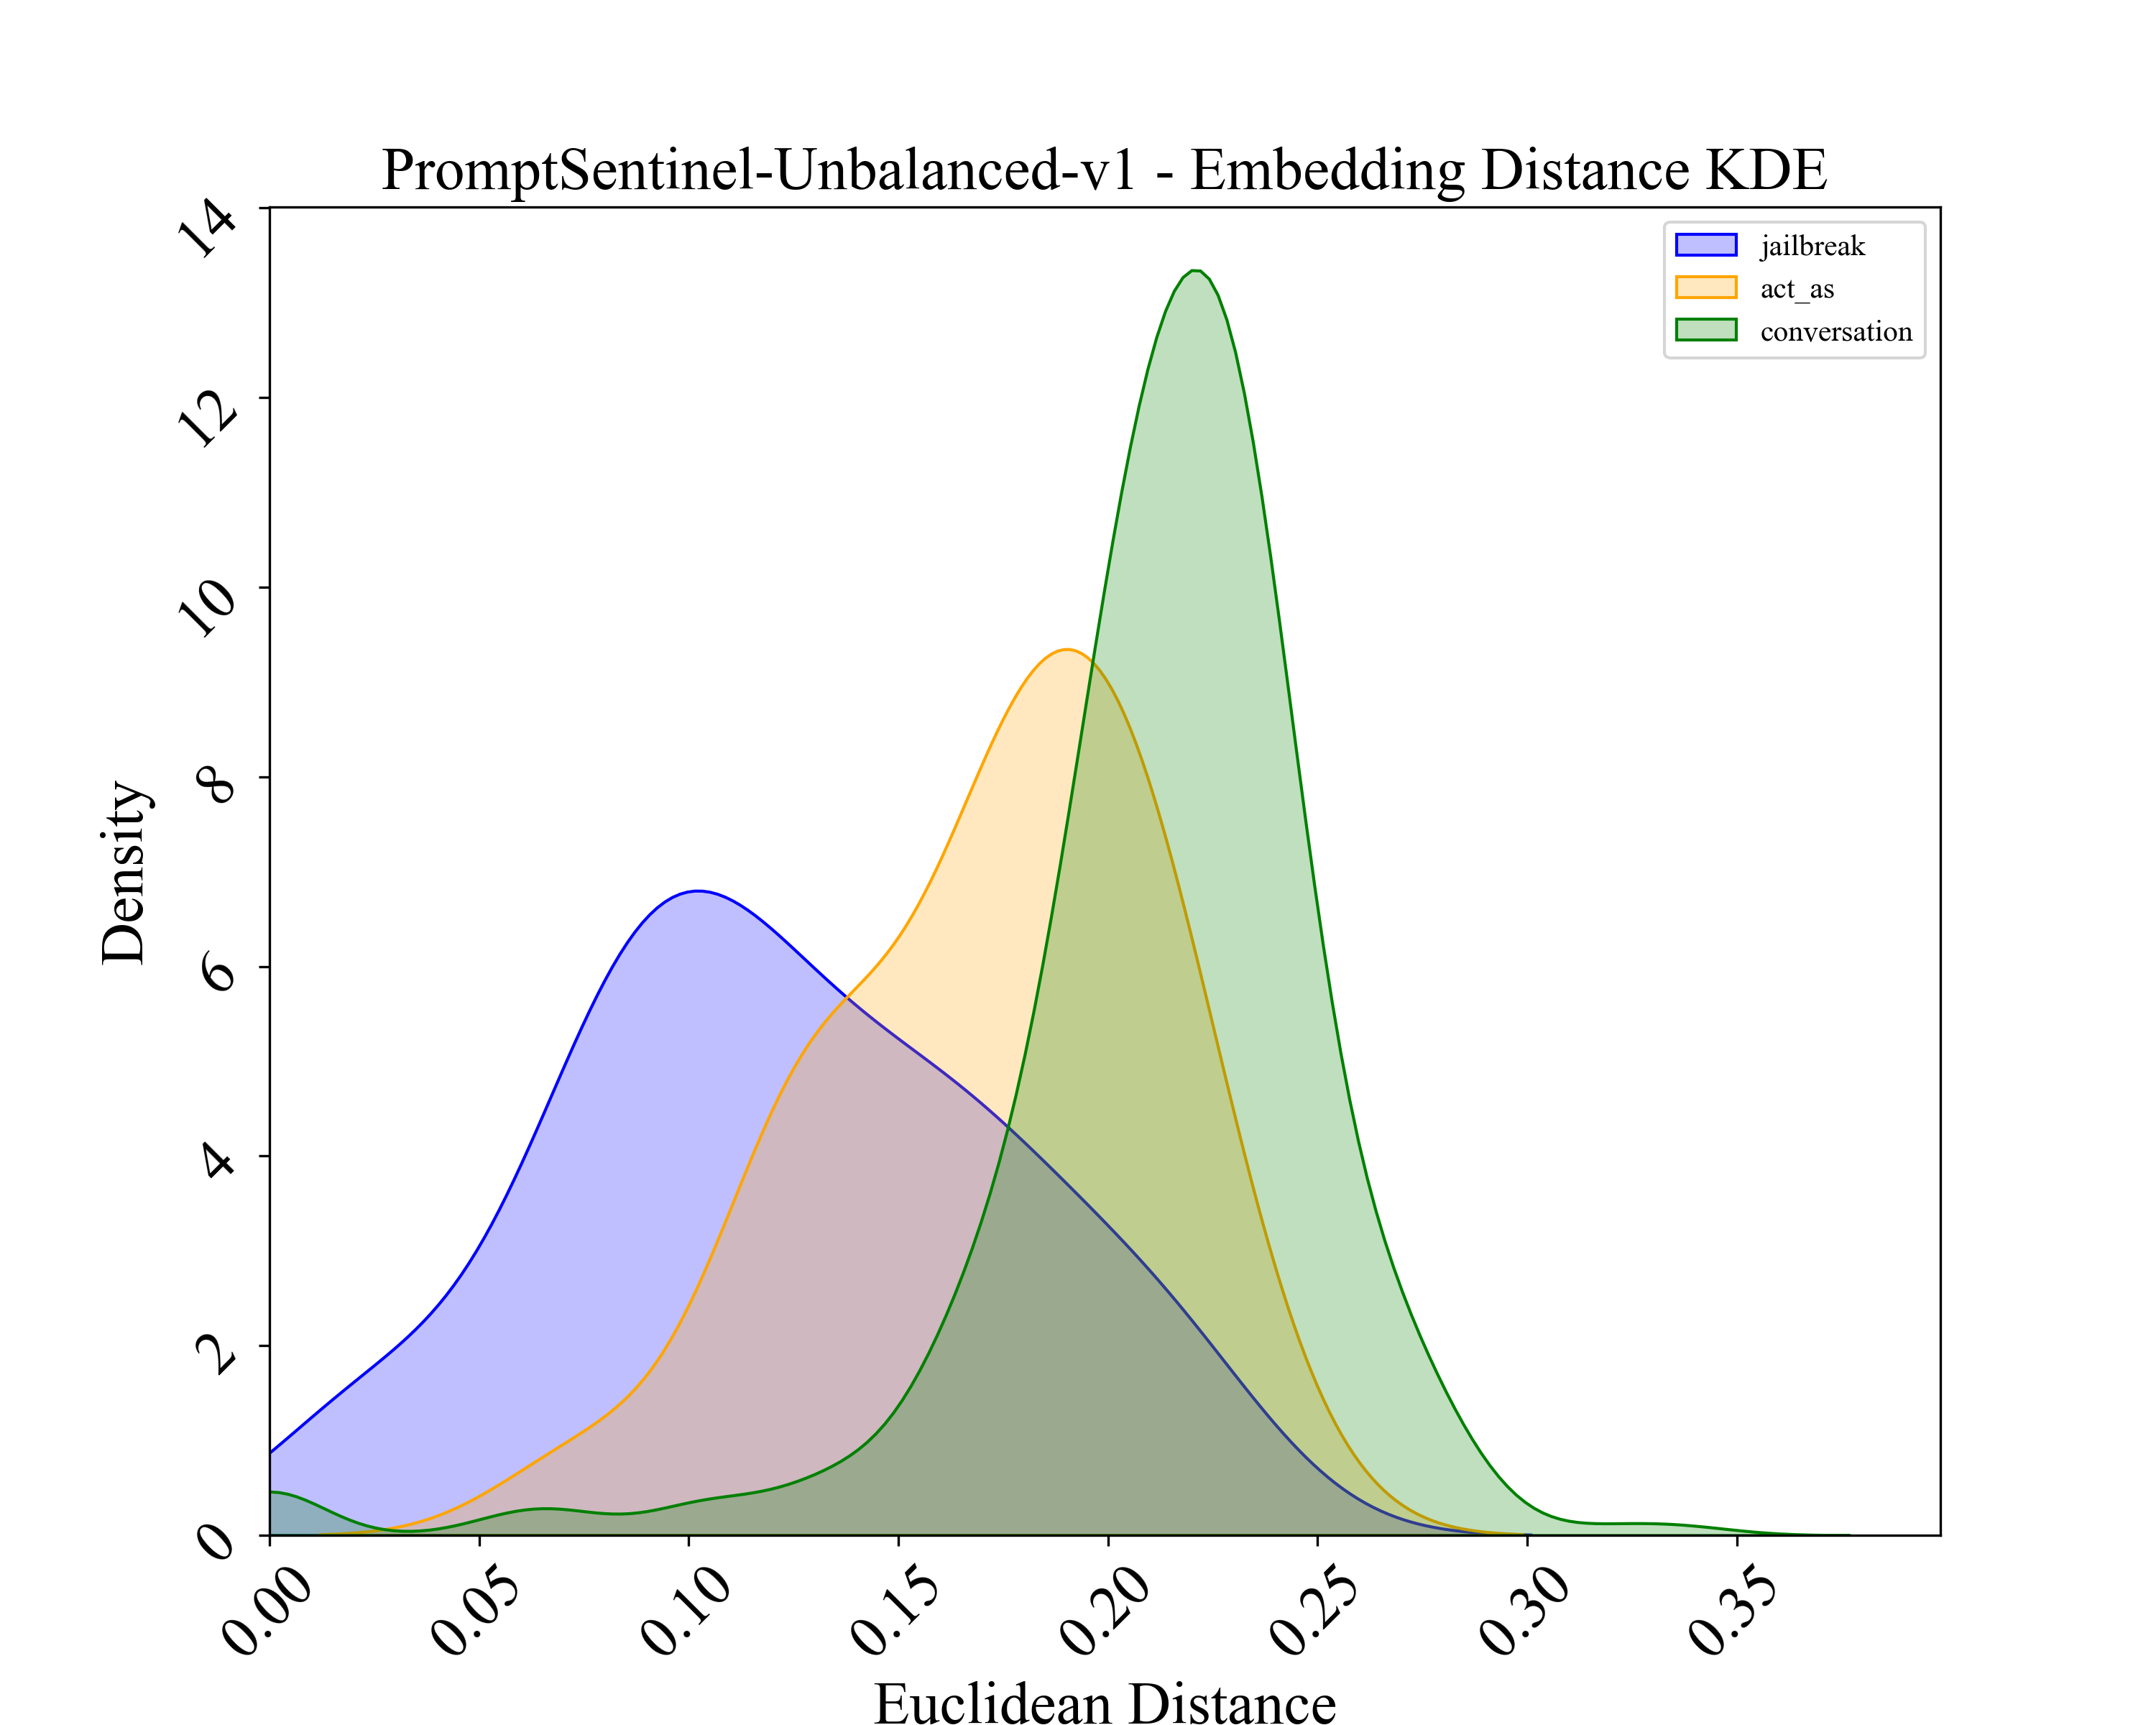 PromptSentinel-Unbalanced-v1 - Embedding Distance KDE
jailbreak
act_as
conversation
Density
14
12
10
8
6
4
2
0
0.00
0.05
0.10
0.15
0.20
0.25
0.30
0.35
Euclidean Distance